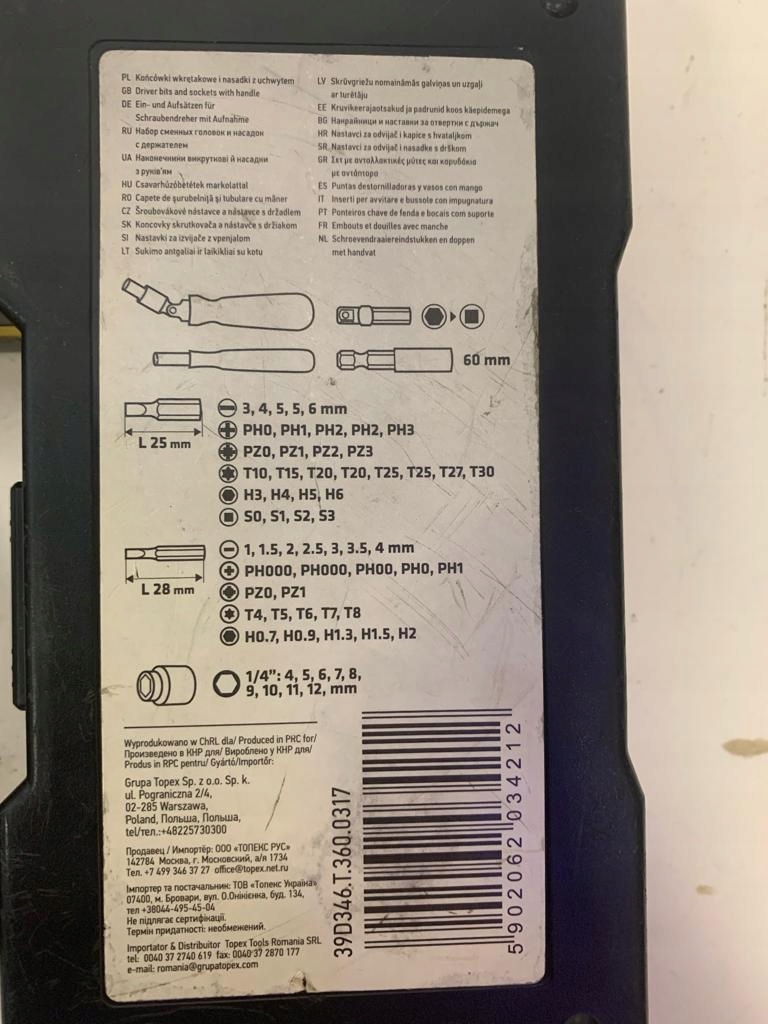 PL Końcówki wkrętakowe i nasadki z uchwytem
GB Driver bits and sockets with handle
DE Ein- und Aufsätzen für
Schraubendreher mit Aufnahme
RU Набор сменных головок и насадок
с держателем
UA Наконечники викруткові й насадки
з руків'ям
HU Csavarhúzóbététek markolattal
RO Capete de şurubelniţă şi tubulare cu mâner
CZ Šroubovákové nástavce a nástavce s držadlem
SK Koncovky skrutkovača a nástavce s držiakom
SI Nastavki za izvijače z vpenjalom
LT Sukimo antgaliai ir laikikliai su kotu
LV Skrūvgriežu nomaināmās galviņas un uzgaļi
ar turētāju
EE Kruvikeerajaotsakud ja padrunid koos käepidemega
BG Накрайници и наставки за отвертки с държач
HR Nastavci za odvijač i kapice s hvataljkom
SR Nastavci za odvijač i nasadke s drškom
GR Σετ με ανταλλακτικές μύτες και καρυδάκια
με αντάπτορα
ES Puntas destornilladoras y vasos con mango
IT Inserti per avvitare e bussole con impugnatura
PT Ponteiros chave de fenda e bocais com suporte
FR Embouts et douilles avec manche
NL Schroevendraaiereindstukken en doppen
met handvat
60 mm
L 25 mm
3, 4, 5, 5, 6 mm
PH0, PH1, PH2, PH2, PH3
PZ0, PZ1, PZ2, PZ3
T10, T15, T20, T20, T25, T25, T27, T30
H3, H4, H5, H6
S0, S1, S2, S3
L 28 mm
1, 1.5, 2, 2.5, 3, 3.5, 4 mm
PH000, PH000, PH00, PH0, PH1
PZ0, PZ1
T4, T5, T6, T7, T8
H0.7, H0.9, H1.3, H1.5, H2
1/4": 4, 5, 6, 7, 8,
9, 10, 11, 12, mm
Wyprodukowano w ChRL dla/ Produced in PRC for/
Произведено в КНР для/ Вироблено у КНР для/
Produs in RPC pentru/ Gyártó/Importőr:
Grupa Topex Sp. z o.o. Sp. k.
ul. Pograniczna 2/4,
02-285 Warszawa,
Poland, Польша, Польша,
tel/тел.:+48225730300
Продавец / Импортёр: ООО «ТОПЕКС РУС»
142784 Москва, г. Московский, а/я 1734
Тел. +7 499 346 37 27 office@topex.net.ru
Імпортер та постачальник: ТОВ «Топекс Україна»
07400, м. Бровари, вул. О.Онікієнка, буд. 134,
тел +38044-495-45-04
Не підлягає сертифікації.
Термін придатності: необмежений.
Importator & Distribuitor Topex Tools Romania SRL
tel: 0040 37 2740 619 fax: 0040 37 2870 177
e-mail: romania@grupatopex.com
39D346.T.360.0317
5 902062 034212